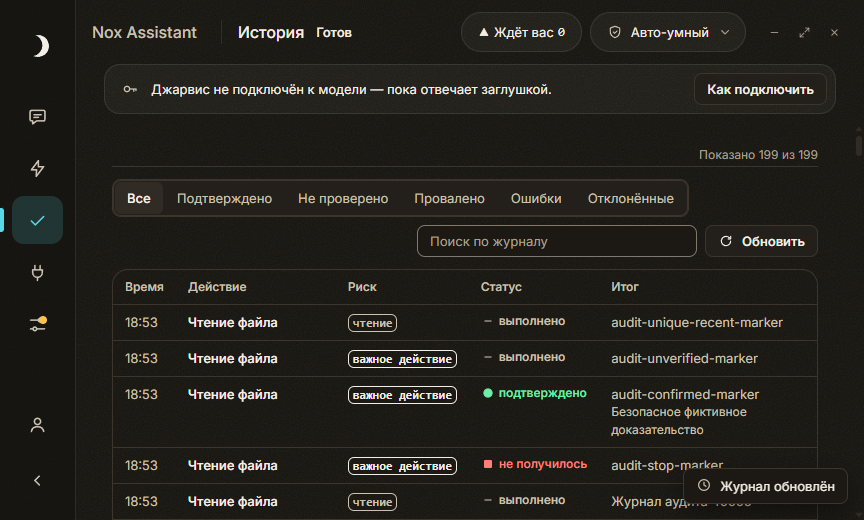 Nox Assistant
История Готов
Ждёт вас 0
Авто-умный
Джарвис не подключён к модели — пока отвечает заглушкой.
Как подключить
Показано 199 из 199
Все Подтверждено Не проверено Провалено Ошибки Отклонённые
Поиск по журналу
Обновить
Время Действие Риск Статус Итог
18:53 Чтение файла чтение – выполнено audit-unique-recent-marker
18:53 Чтение файла важное действие – выполнено audit-unverified-marker
18:53 Чтение файла важное действие подтверждено audit-confirmed-marker
Безопасное фиктивное
доказательство
18:53 Чтение файла важное действие не получилось audit-stop-marker
18:53 Чтение файла чтение – выполнено Журнал
Журнал обновлён